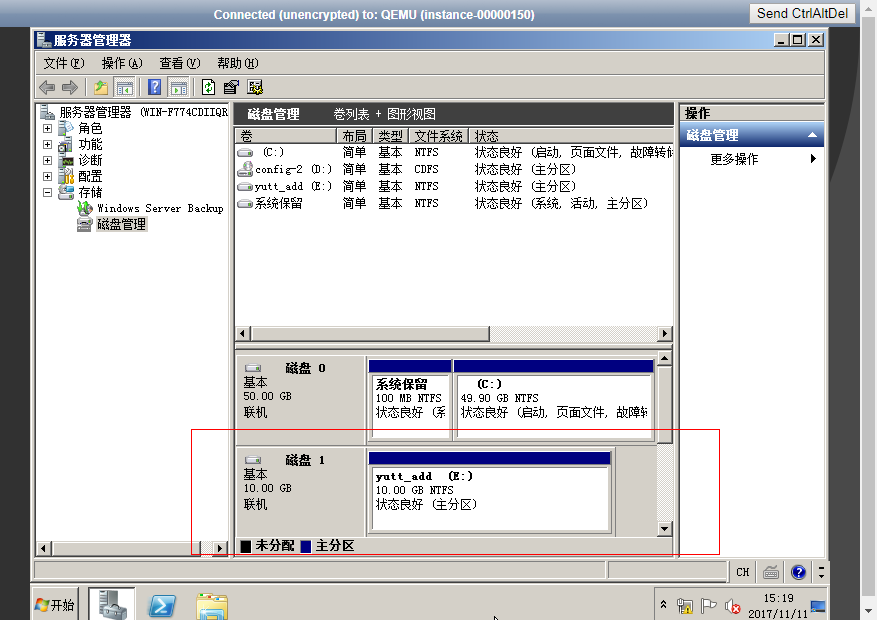 Connected (unencrypted) to: QEMU (instance-00000150)
Send CtrlAltDel
服务器管理器
文件(F) 操作(A) 查看(V) 帮助(H)
服务器管理器 (WIN-F774CDIIQR
角色
功能
诊断
配置
存储
Windows Server Backup
磁盘管理
磁盘管理 卷列表 + 图形视图
卷 布局 类型 文件系统 状态
(C:) 简单 基本 NTFS 状态良好 (启动, 页面文件, 故障转
config-2 (D:) 简单 基本 CDFS 状态良好 (主分区)
yutt_add (E:) 简单 基本 NTFS 状态良好 (主分区)
系统保留 简单 基本 NTFS 状态良好 (系统, 活动, 主分区)
磁盘 0
基本
50.00 GB
联机
系统保留
100 MB NTFS
状态良好 (系
(C:)
49.90 GB NTFS
状态良好 (启动, 页面文件, 故障转
磁盘 1
基本
10.00 GB
联机
yutt_add (E:)
10.00 GB NTFS
状态良好 (主分区)
未分配 主分区
操作
磁盘管理
更多操作
CH
开始
15:19
2017/11/11